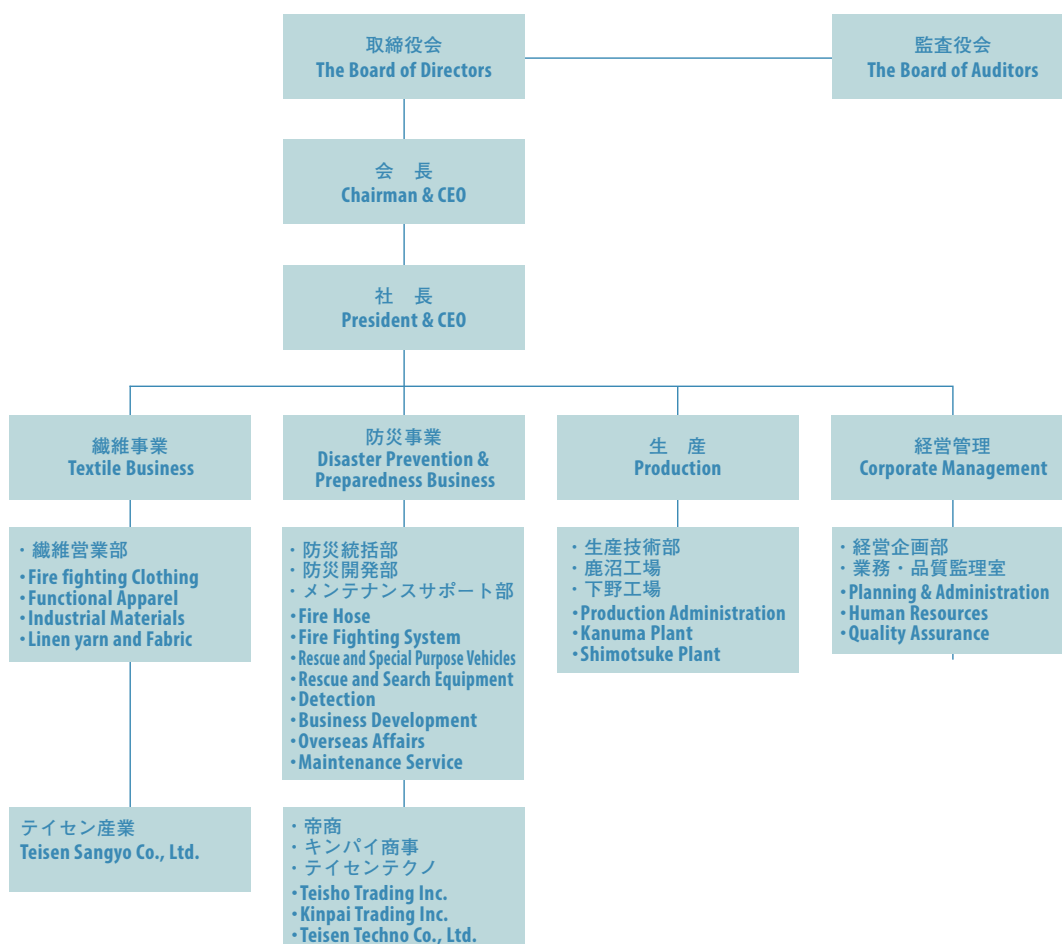 取締役会
The Board of Directors
監査役会
The Board of Auditors
会　長
Chairman & CEO
社　長
President & CEO
繊維事業
Textile Business
防災事業
Disaster Prevention &
Preparedness Business
生　産
Production
経営管理
Corporate Management
・繊維営業部
•Fire fighting Clothing
•Functional Apparel
•Industrial Materials
•Linen yarn and Fabric
・防災統括部
・防災開発部
・メンテナンスサポート部
•Fire Hose
•Fire Fighting System
•Rescue and Special Purpose Vehicles
•Rescue and Search Equipment
•Detection
•Business Development
•Overseas Affairs
•Maintenance Service
・生産技術部
・鹿沼工場
・下野工場
•Production Administration
•Kanuma Plant
•Shimotsuke Plant
・経営企画部
・業務・品質監理室
•Planning & Administration
•Human Resources
•Quality Assurance
テイセン産業
Teisen Sangyo Co., Ltd.
・帝商
・キンパイ商事
・テイセンテクノ
•Teisho Trading Inc.
•Kinpai Trading Inc.
•Teisen Techno Co., Ltd.